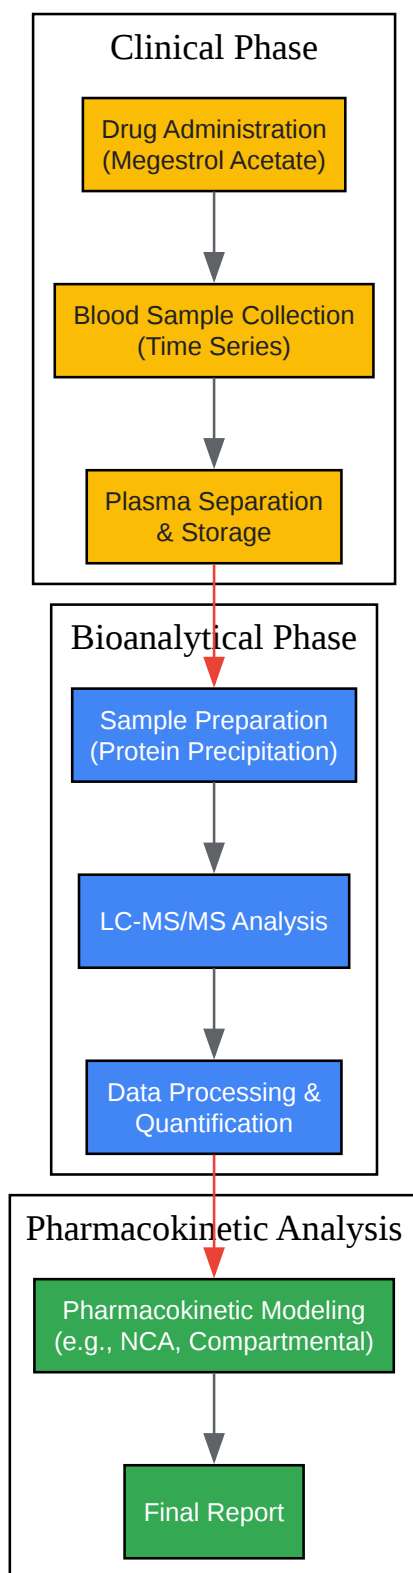 Clinical Phase
Drug Administration
(Megestrol Acetate)
Blood Sample Collection
(Time Series)
Plasma Separation
& Storage
Bioanalytical Phase
Sample Preparation
(Protein Precipitation)
LC-MS/MS Analysis
Data Processing &
Quantification
Pharmacokinetic Analysis
Pharmacokinetic Modeling
(e.g., NCA, Compartmental)
Final Report